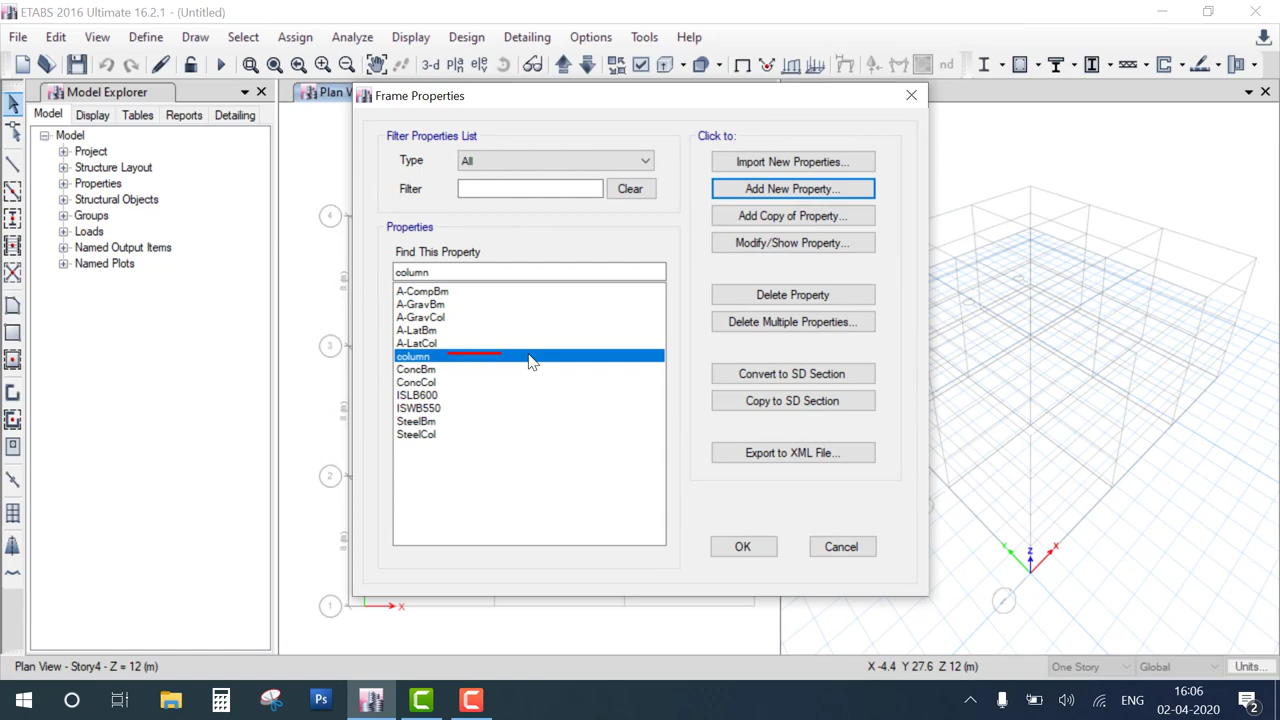 ETABS 2016 Ultimate 16.2.1 - (Untitled)
File Edit View Define Draw Select Assign Analyze Display Design Detailing Options Tools Help
3-d Pla ele nd
Model Explorer
Plan V
Frame Properties
Model Display Tables Reports Detailing
Model
Project
Structure Layout
Properties
Structural Objects
Groups
Loads
Named Output Items
Named Plots
Filter Properties List
Type All
Filter Clear
Properties
Find This Property
column
A-CompBm
A-GravBm
A-GravCol
A-LatBm
A-LatCol
column
ConcBm
ConcCol
ISLB600
ISWB550
SteelBm
SteelCol
Click to:
Import New Properties...
Add New Property...
Add Copy of Property...
Modify/Show Property...
Delete Property
Delete Multiple Properties...
Convert to SD Section
Copy to SD Section
Export to XML File...
OK Cancel
4
3
2
1
X
Y Z X
Plan View - Story4 - Z = 12 (m) X -4.4 Y 27.6 Z 12 (m) One Story Global Units...
Ps ENG
16:06
02-04-2020
2